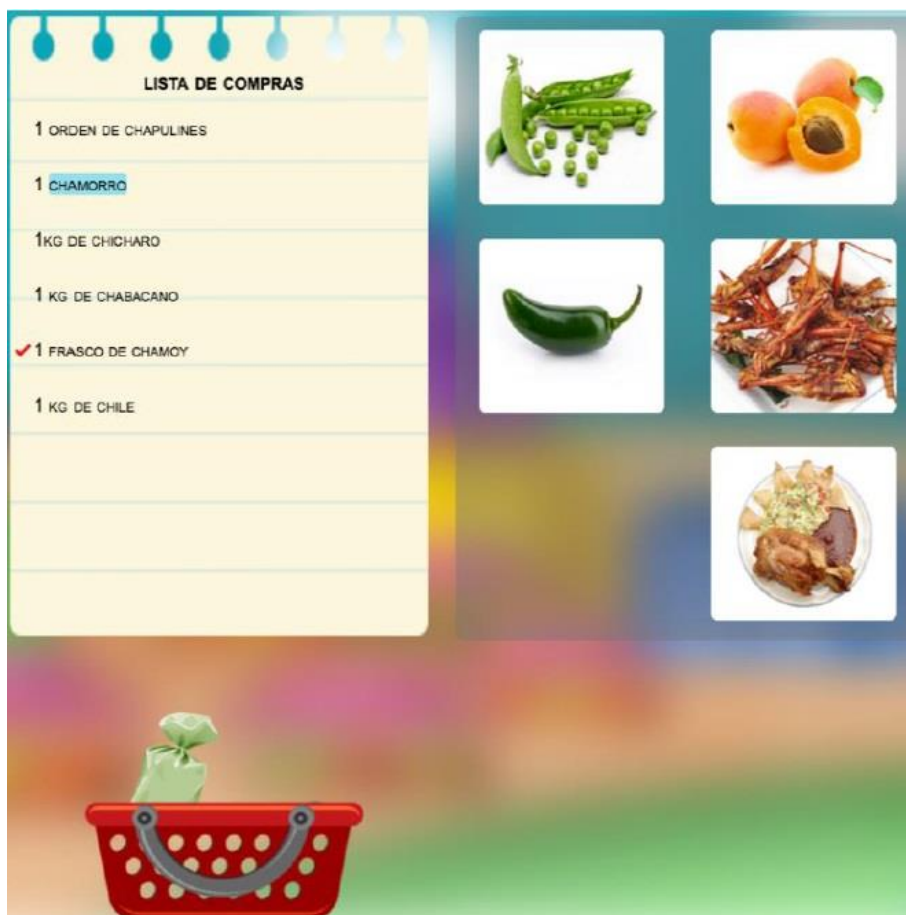 LISTA DE COMPRAS
1 ORDEN DE CHAPULINES
1 CHAMORRO
1KG DE CHICHARO
1 KG DE CHABACANO
1 FRASCO DE CHAMOY
1 KG DE CHILE